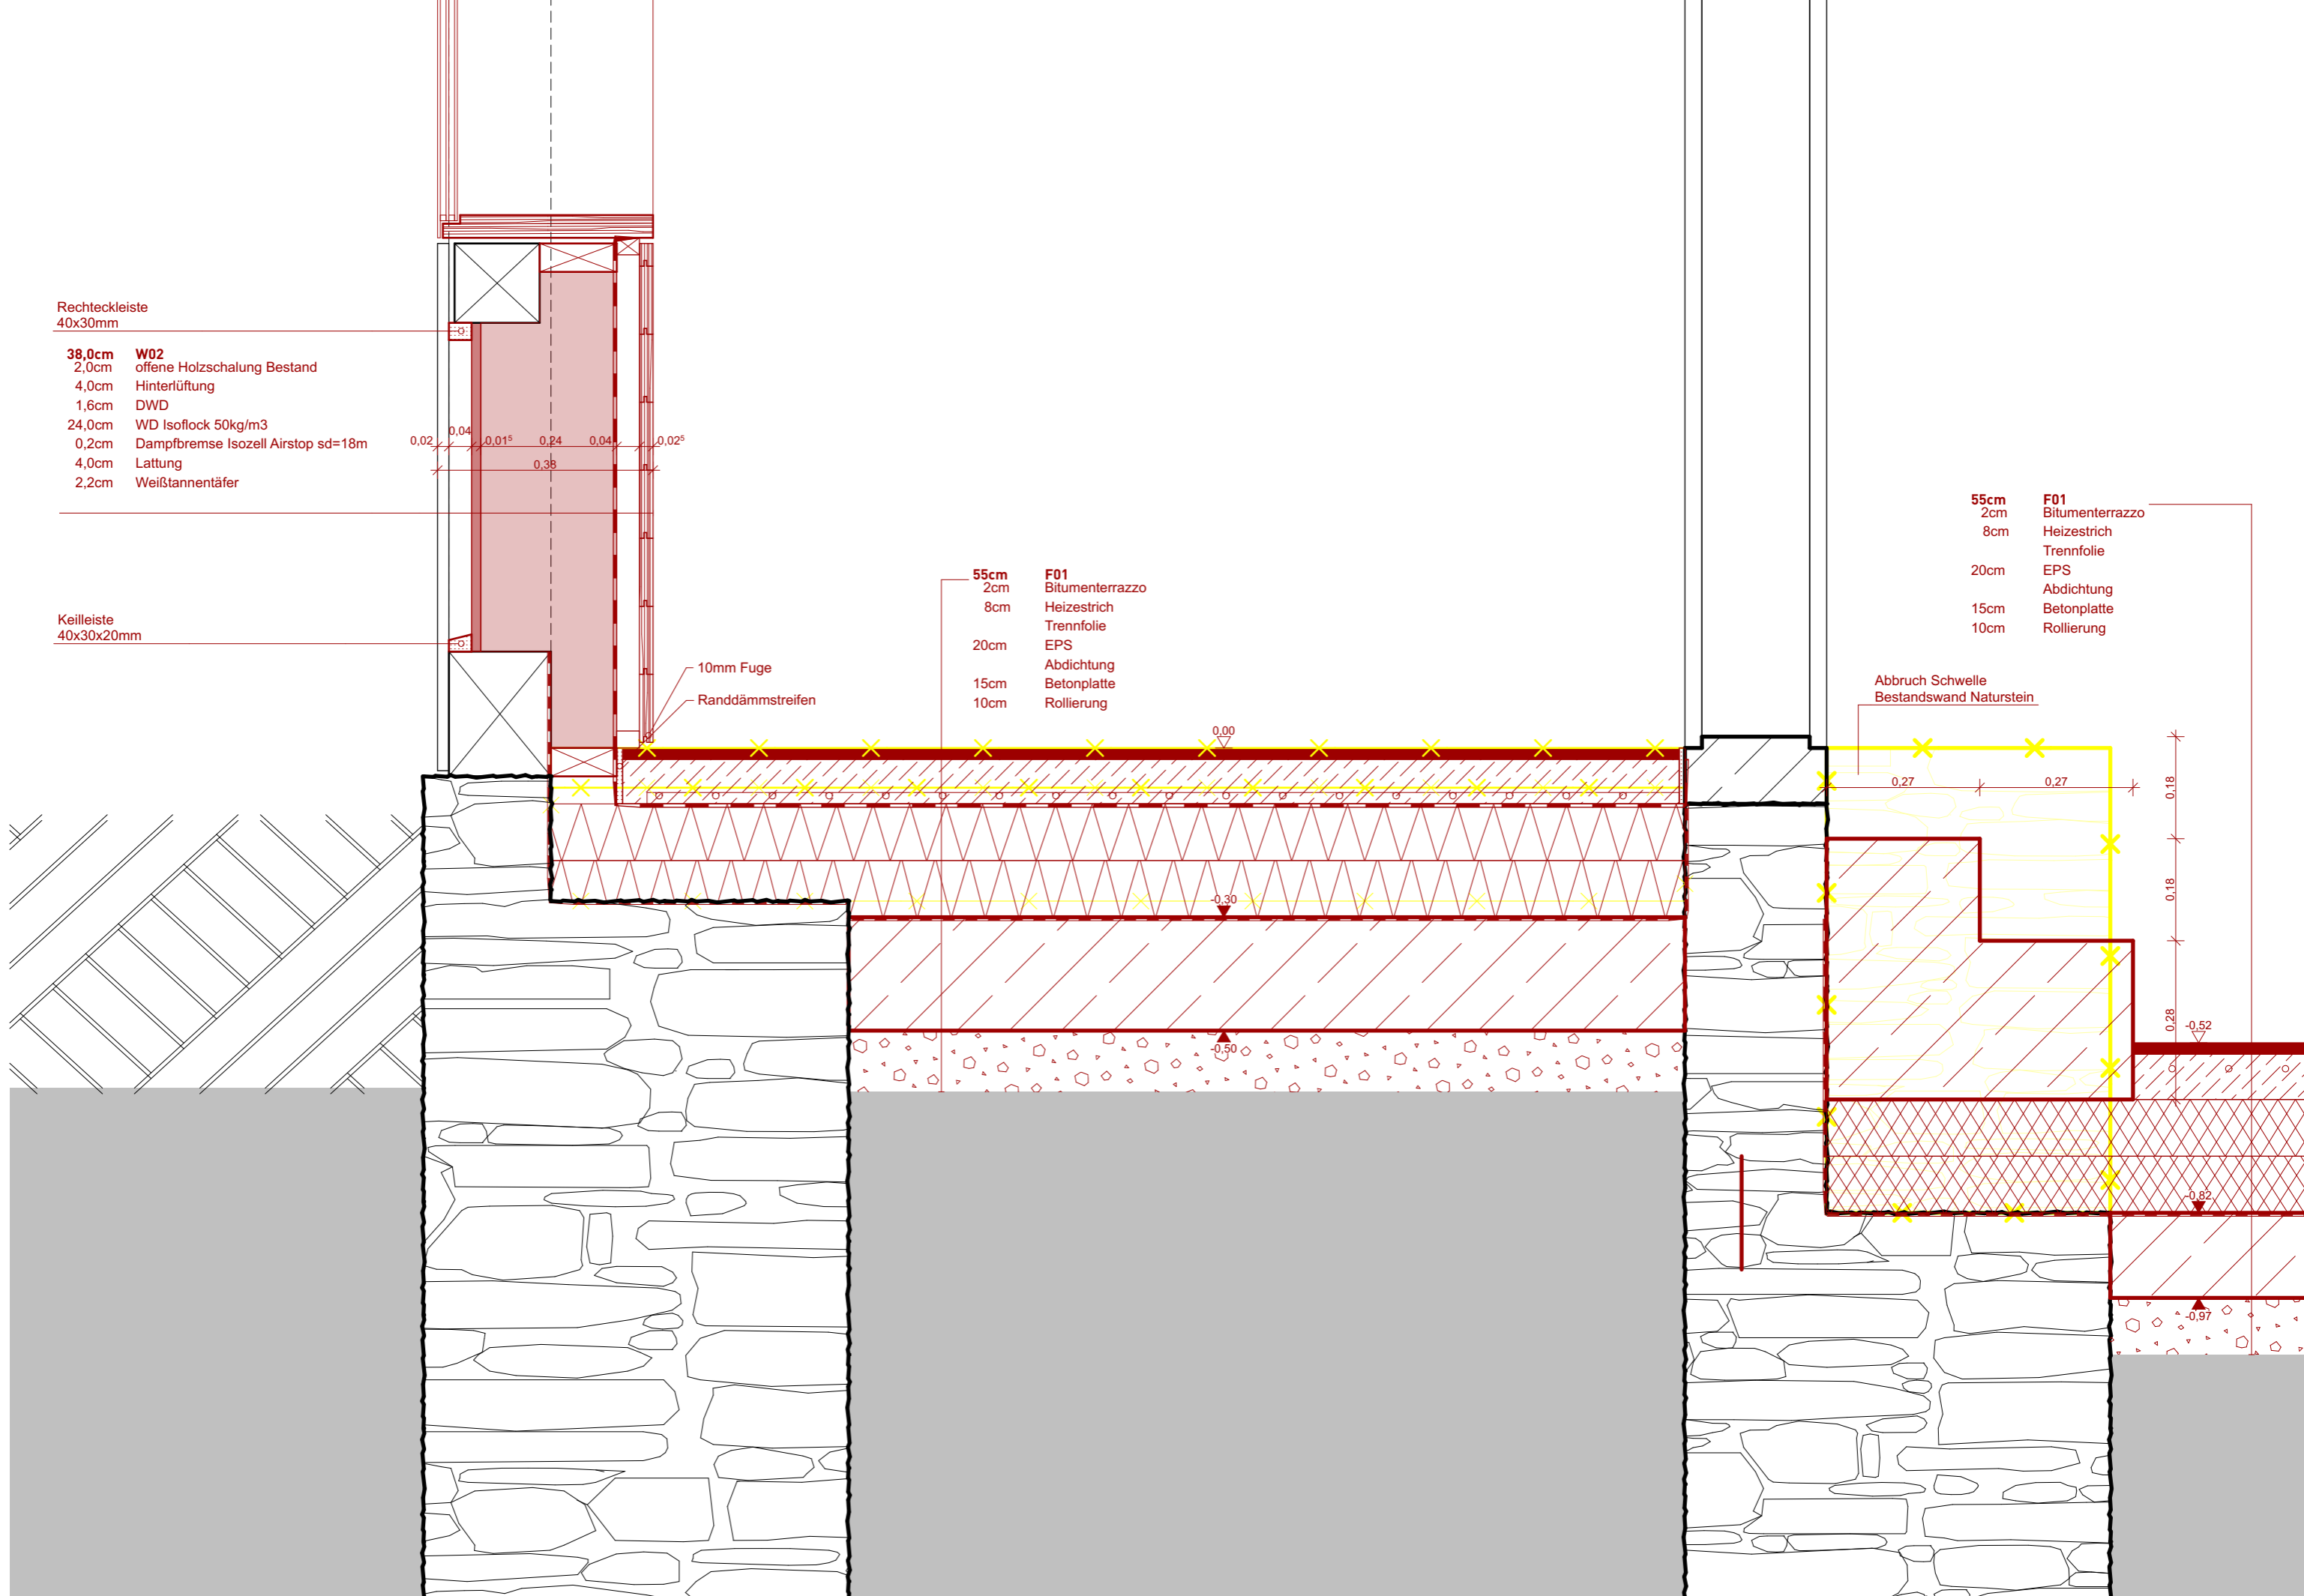 Rechteckleiste
40x30mm
38,0cm W02
2,0cm offene Holzschalung Bestand
4,0cm Hinterlüftung
1,6cm DWD
24,0cm WD Isoflock 50kg/m3
0,2cm Dampfbremse Isozell Airstop sd=18m
4,0cm Lattung
2,2cm Weißtannentäfer
0,02 0,04 0,01⁵ 0,24 0,04 0,02⁵
0,38
Keilleiste
40x30x20mm
10mm Fuge
Randdämmstreifen
55cm F01
2cm Bitumenterrazzo
8cm Heizestrich
Trennfolie
20cm EPS
Abdichtung
15cm Betonplatte
10cm Rollierung
0,00
-0,30
-0,50
55cm F01
2cm Bitumenterrazzo
8cm Heizestrich
Trennfolie
20cm EPS
Abdichtung
15cm Betonplatte
10cm Rollierung
Abbruch Schwelle
Bestandswand Naturstein
0,27 0,27
0,18
0,18
0,28
-0,52
-0,82
-0,97